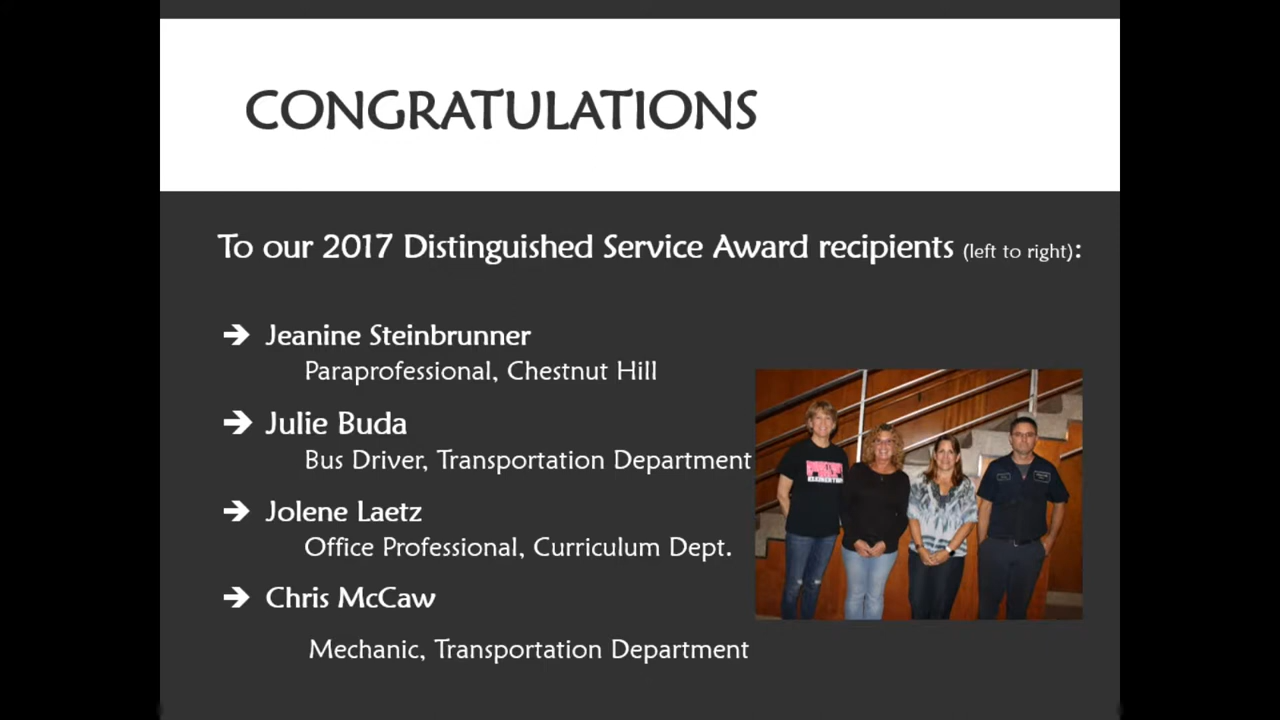 CONGRATULATIONS
To our 2017 Distinguished Service Award recipients (left to right):
➔ Jeanine Steinbrunner
Paraprofessional, Chestnut Hill
➔ Julie Buda
Bus Driver, Transportation Department
➔ Jolene Laetz
Office Professional, Curriculum Dept.
➔ Chris McCaw
Mechanic, Transportation Department